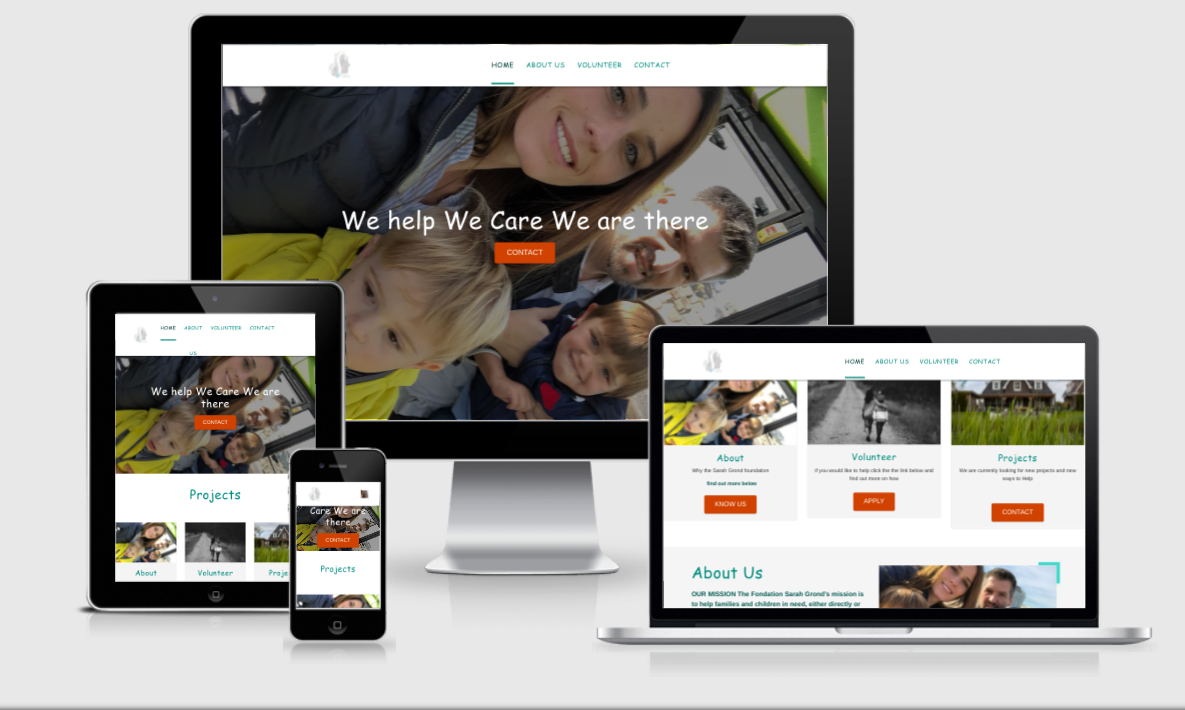 HOME ABOUT US VOLUNTEER CONTACT
We help We Care We are there
CONTACT
HOME ABOUT VOLUNTEER CONTACT
US
We help We Care We are
there
CONTACT
Projects
About Volunteer Proje
Care We are
there
CONTACT
Projects
HOME ABOUT US VOLUNTEER CONTACT
About
Why the Sarah Grond foundation
find out more below
KNOW US
Volunteer
If you would like to help click the the link below and
find out more on how
APPLY
Projects
We are currently looking for new projects and new
ways to Help
CONTACT
About Us
OUR MISSION The Fondation Sarah Grond's mission is
to help families and children in need, either directly or